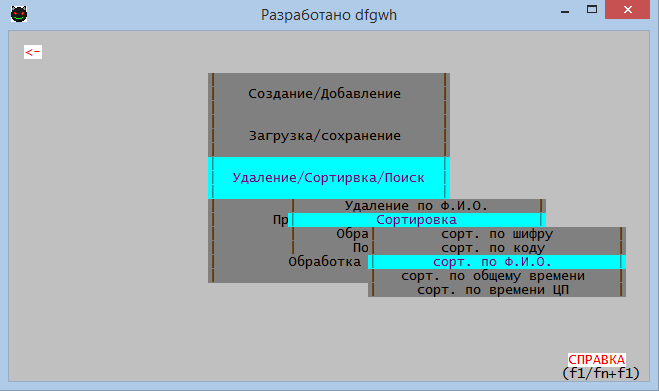 Разработано dfgwh
<-
Создание/Добавление
Загрузка/сохранение
Удаление/Сортирвка/Поиск
Удаление по Ф.И.О.
Пр
Сортировка
Обра
сорт. по шифру
По
сорт. по коду
Обработка
сорт. по Ф.И.О.
сорт. по общему времени
сорт. по времени ЦП
СПРАВКА
(f1/fn+f1)